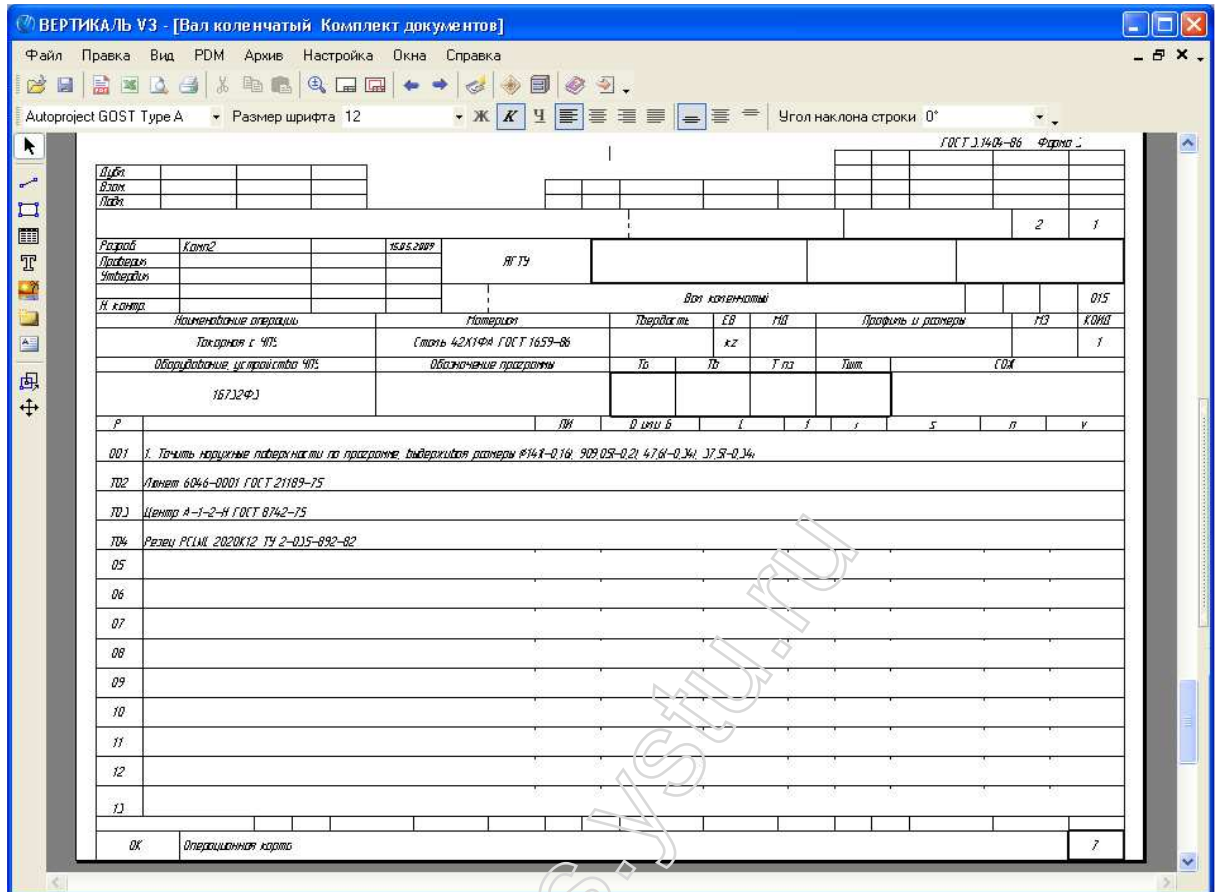 ВЕРТИКАЛЬ V3 - [Вал коленчатый Комплект документов]
Файл Правка Вид PDM Архив Настройка Окна Справка
Autoproject GOST Type A Размер шрифта 12 Ж К Ч Угол наклона строки 0°
ГОСТ 3.1404-86 Форма
Дубл.
Взам.
Подл.
2 1
Разраб. Комп2 15.05.2009
Проверил ЯГТУ
Утвердил
Вал коленчатый 015
Н. контр.
Наименование операции Материал Твердость ЕВ МД Профиль и размеры МЗ КОИД
Токарная с ЧПУ Сталь 42Х1ФА ГОСТ 1659-86 кг 1
Оборудование, устройство ЧПУ Обозначение программы То Тв Тпз Тшт. СОЖ
16732Ф3
Р ПИ D или B L t i S n v
001 1. Точить наружные поверхности по программе, выдерживая размеры
Т02 Люнет 6046-0001 ГОСТ 21189-75
Т03 Центр А-1-2-Н ГОСТ 8742-75
Т04 Резец PCLNL 2020K12 ТУ 2-035-892-82
05
06
07
08
09
10
11
12
13
ОК Операционная карта 7
.ystu.ru